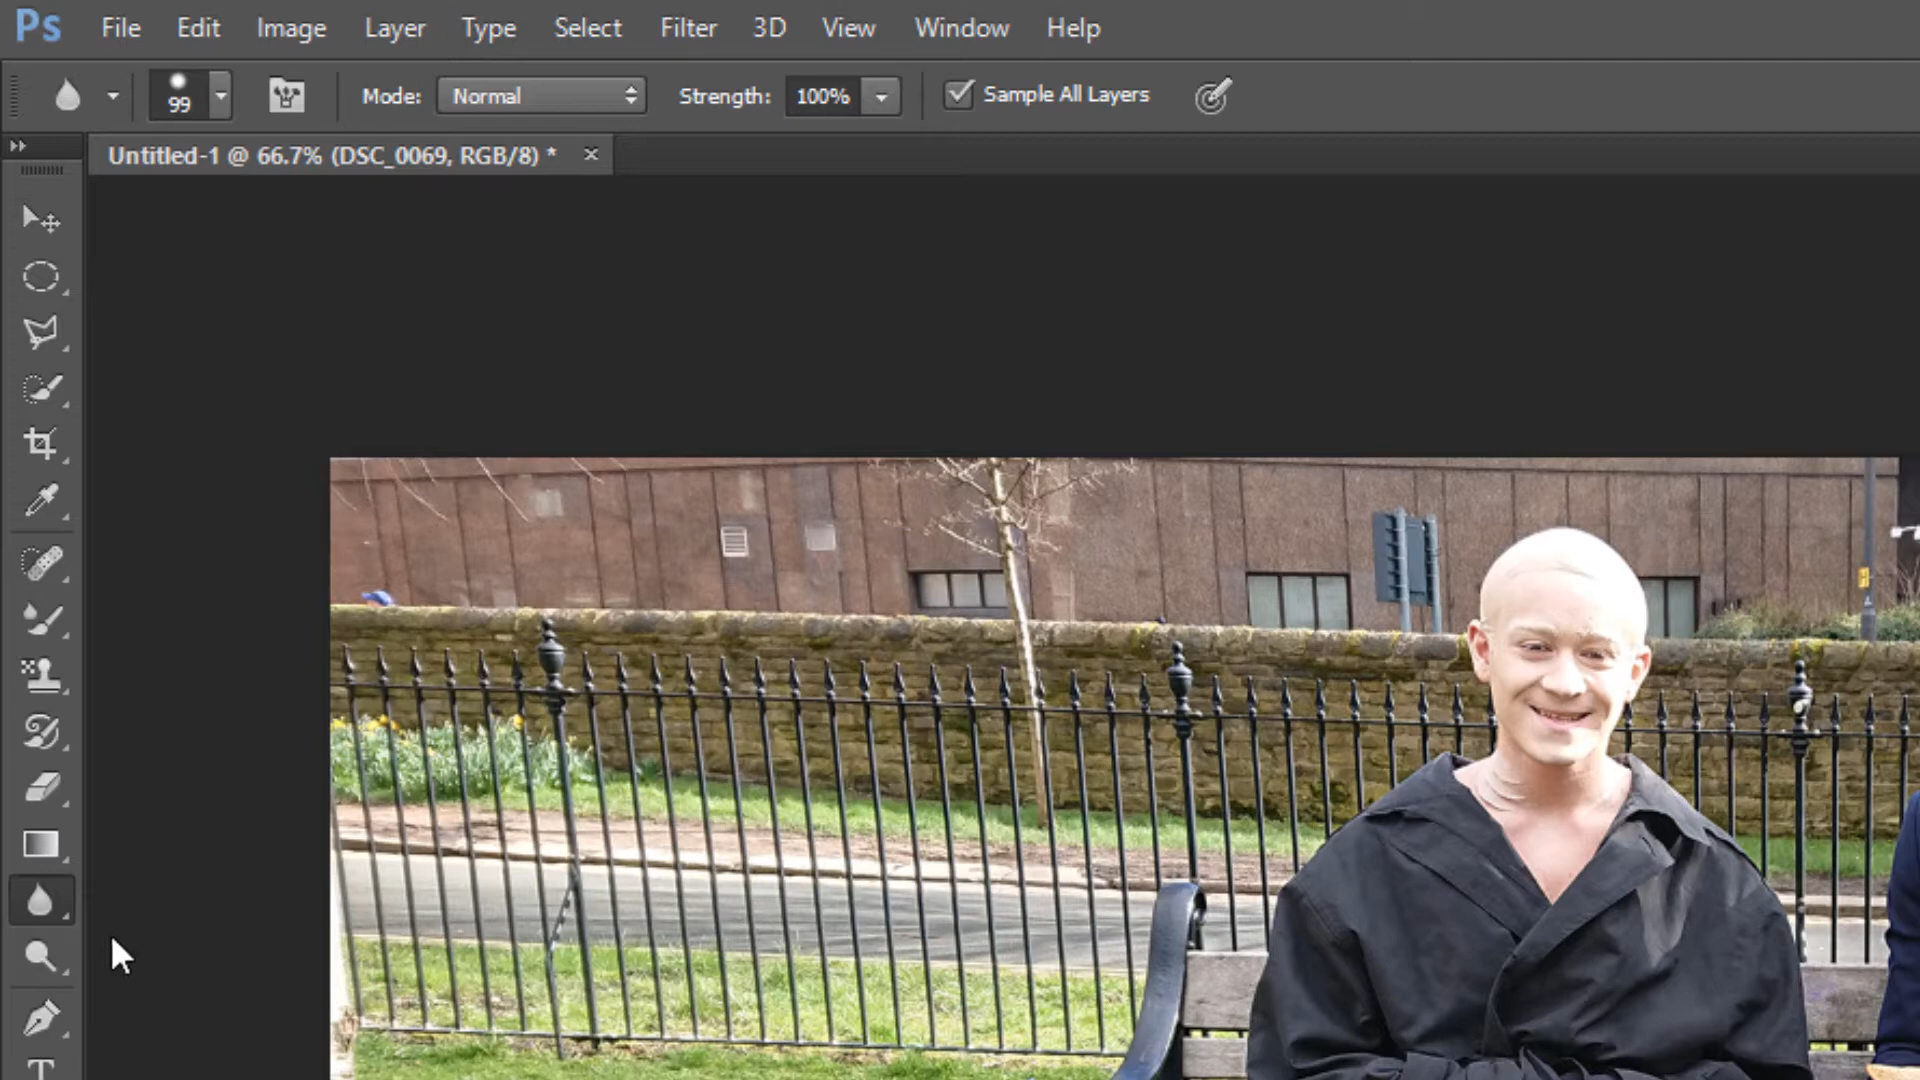 Ps File Edit Image Layer Type Select Filter 3D View Window Help
99 Mode: Normal Strength: 100% Sample All Layers
Untitled-1 @ 66.7% (DSC_0069, RGB/8) * ×
T